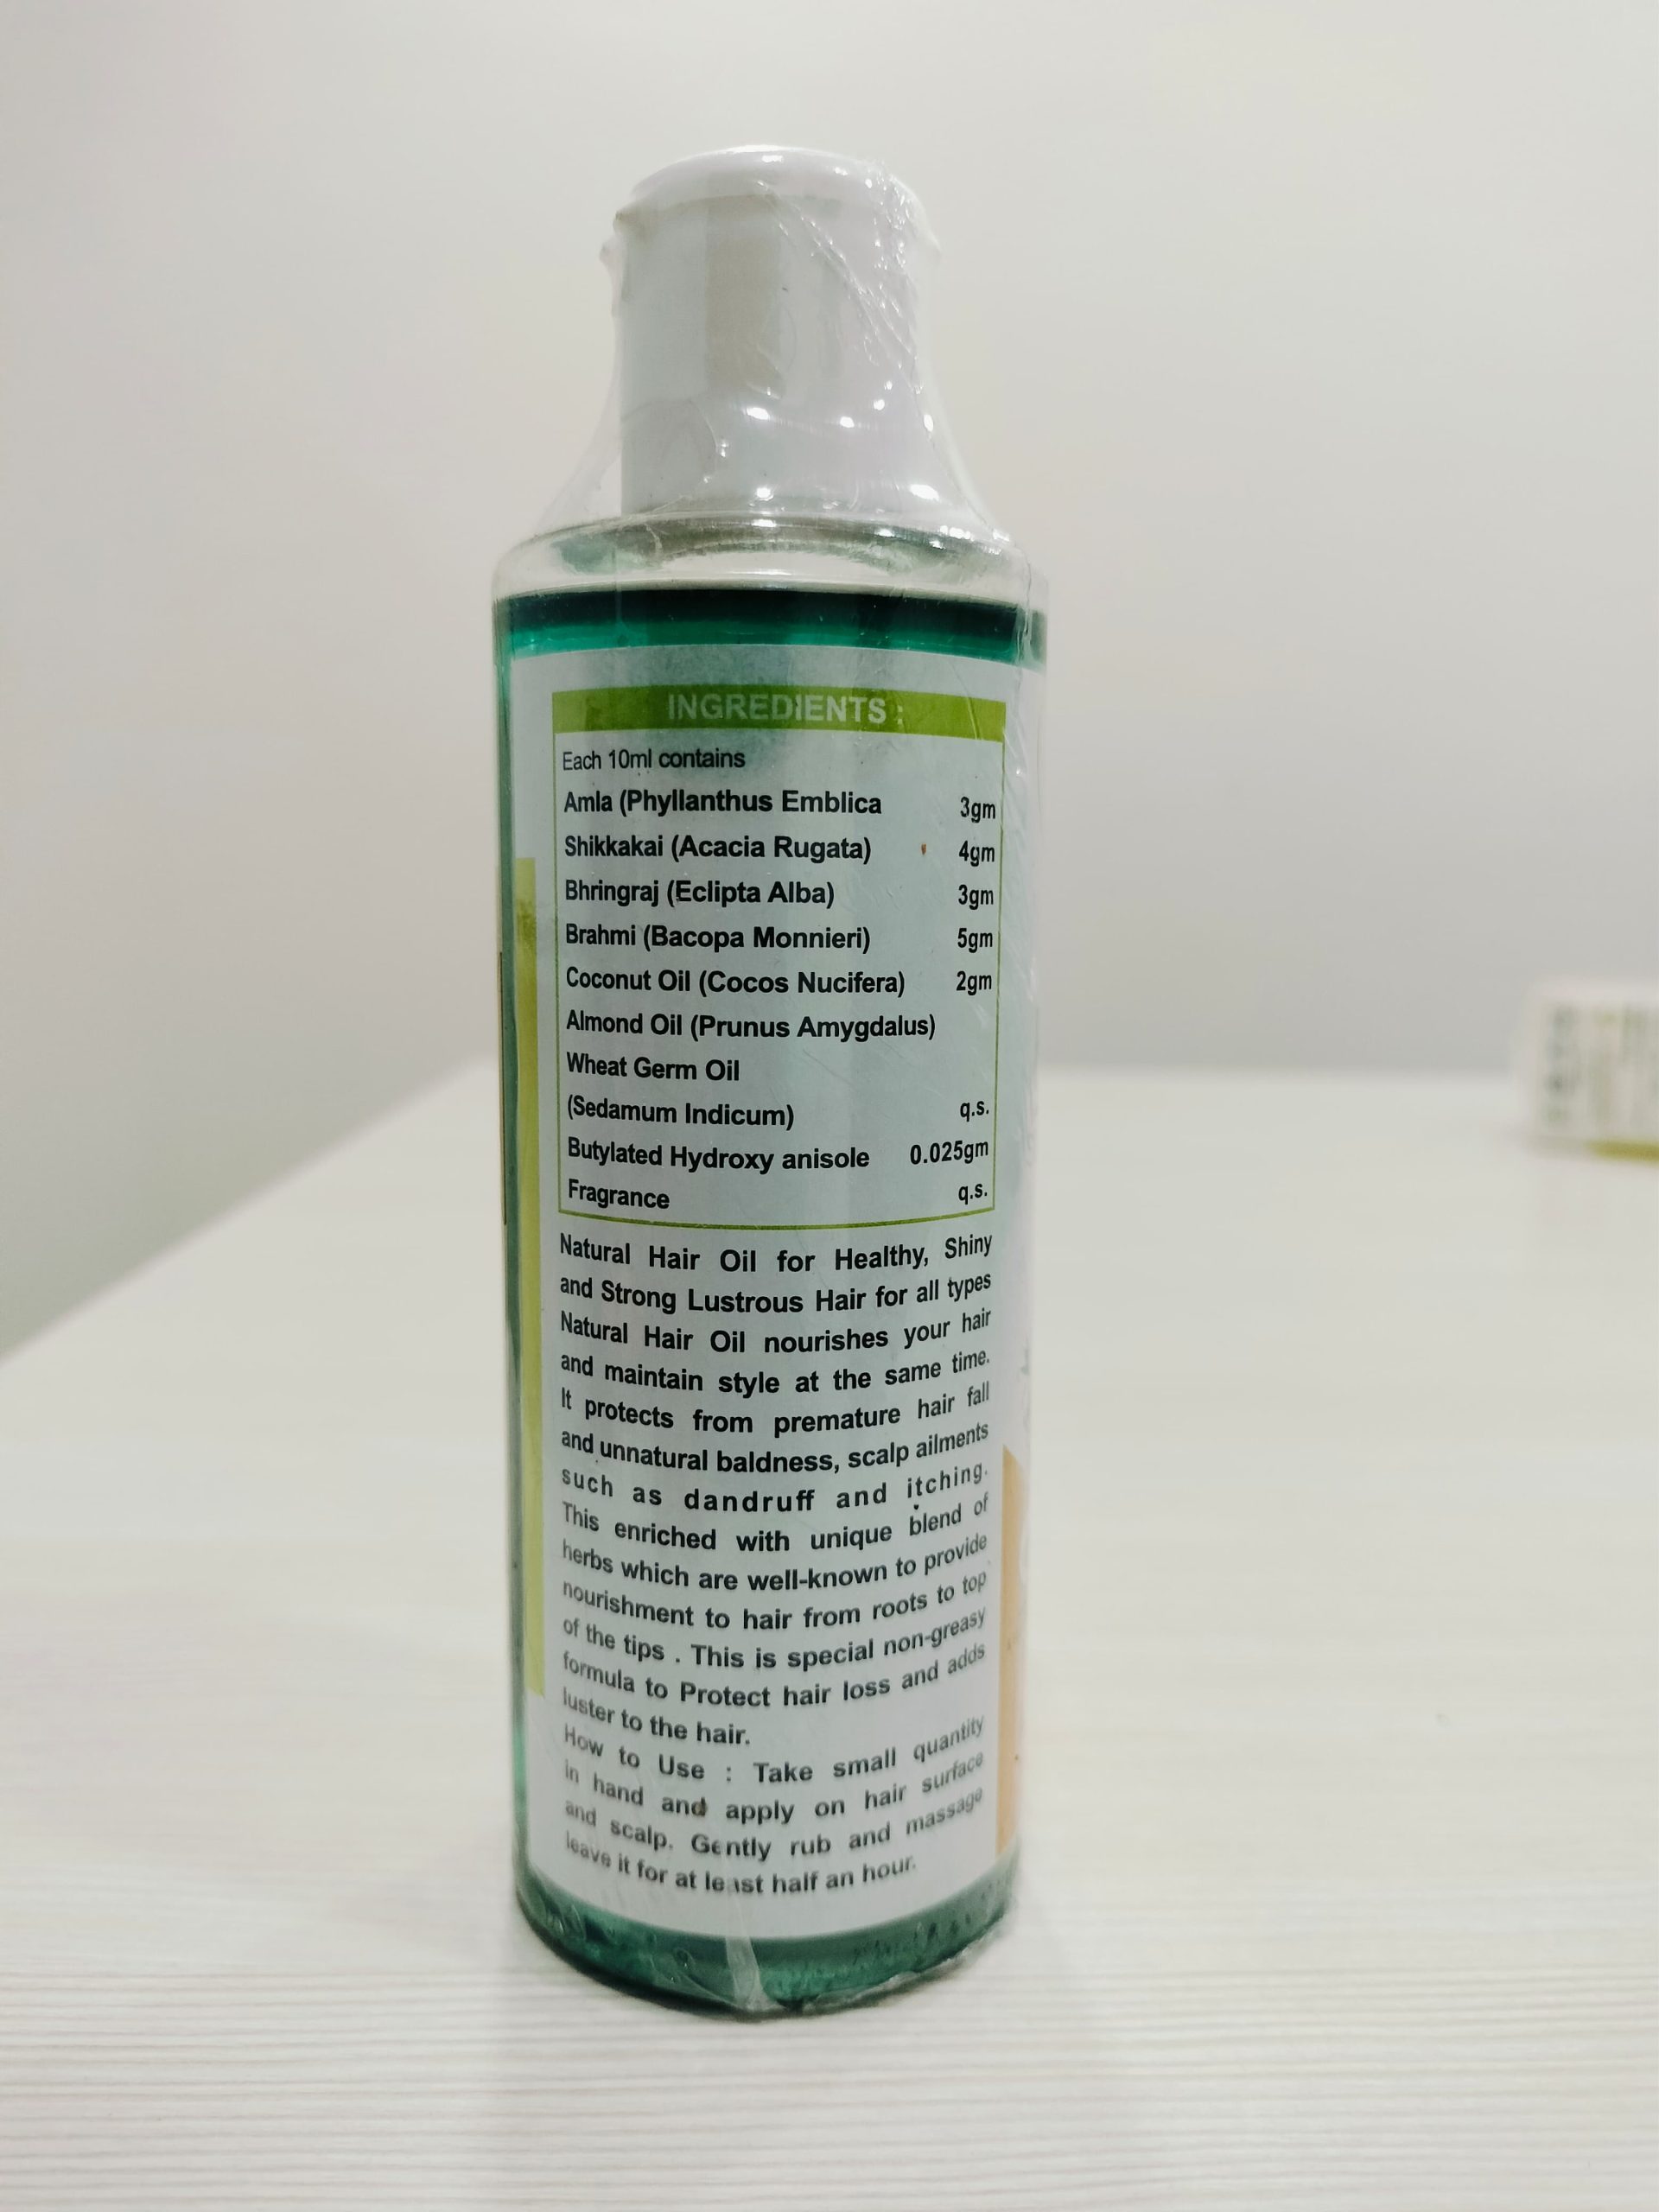 INGREDIENTS :
Each 10ml contains
Amla (Phyllanthus Emblica 3gm
Shikkakai (Acacia Rugata) 4gm
Bhringraj (Eclipta Alba) 3gm
Brahmi (Bacopa Monnieri) 5gm
Coconut Oil (Cocos Nucifera) 2gm
Almond Oil (Prunus Amygdalus)
Wheat Germ Oil
(Sedamum Indicum) q.s.
Butylated Hydroxy anisole 0.025gm
Fragrance q.s.
Natural Hair Oil for Healthy, Shiny
and Strong Lustrous Hair for all types
Natural Hair Oil nourishes your hair
and maintain style at the same time.
It protects from premature hair fall
and unnatural baldness, scalp ailments
such as dandruff and itching.
This enriched with unique blend of
herbs which are well-known to provide
nourishment to hair from roots to top
of the tips . This is special non-greasy
formula to Protect hair loss and adds
luster to the hair.
How to Use : Take small quantity
in hand and apply on hair surface
and scalp. Gently rub and massage
leave it for at least half an hour.